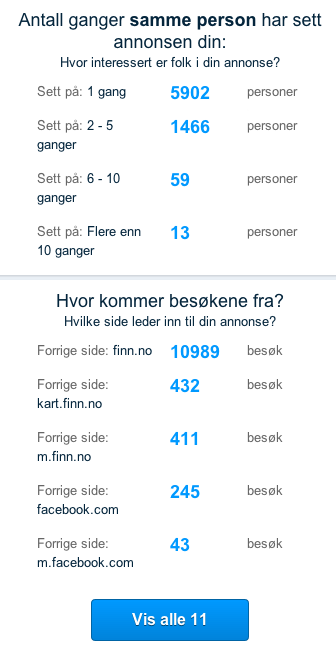 Antall ganger samme person har sett
annonsen din:
Hvor interessert er folk i din annonse?
Sett på: 1 gang 5902 personer
Sett på: 2 - 5 1466 personer
ganger
Sett på: 6 - 10 59 personer
ganger
Sett på: Flere enn 13 personer
10 ganger
Hvor kommer besøkene fra?
Hvilke side leder inn til din annonse?
Forrige side: finn.no 10989 besøk
Forrige side: 432 besøk
kart.finn.no
Forrige side: 411 besøk
m.finn.no
Forrige side: 245 besøk
facebook.com
Forrige side: 43 besøk
m.facebook.com
Vis alle 11